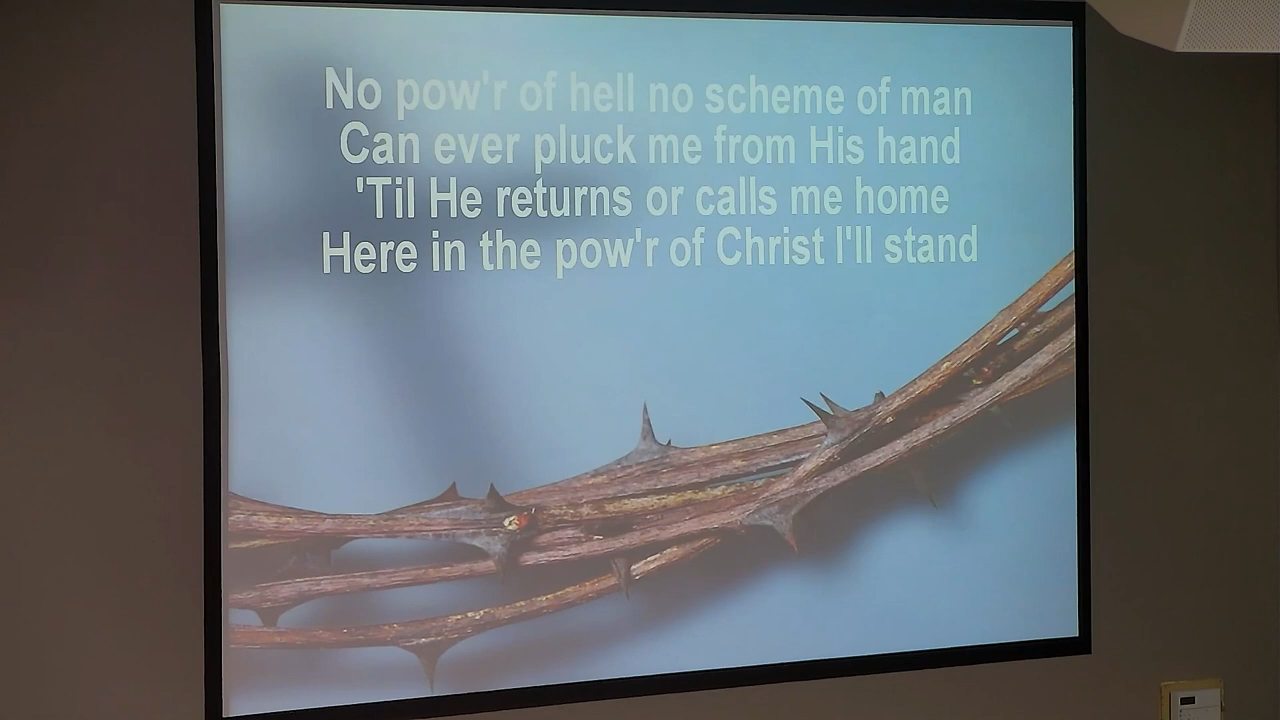 No pow'r of hell no scheme of man
Can ever pluck me from His hand
'Til He returns or calls me home
Here in the pow'r of Christ I'll stand